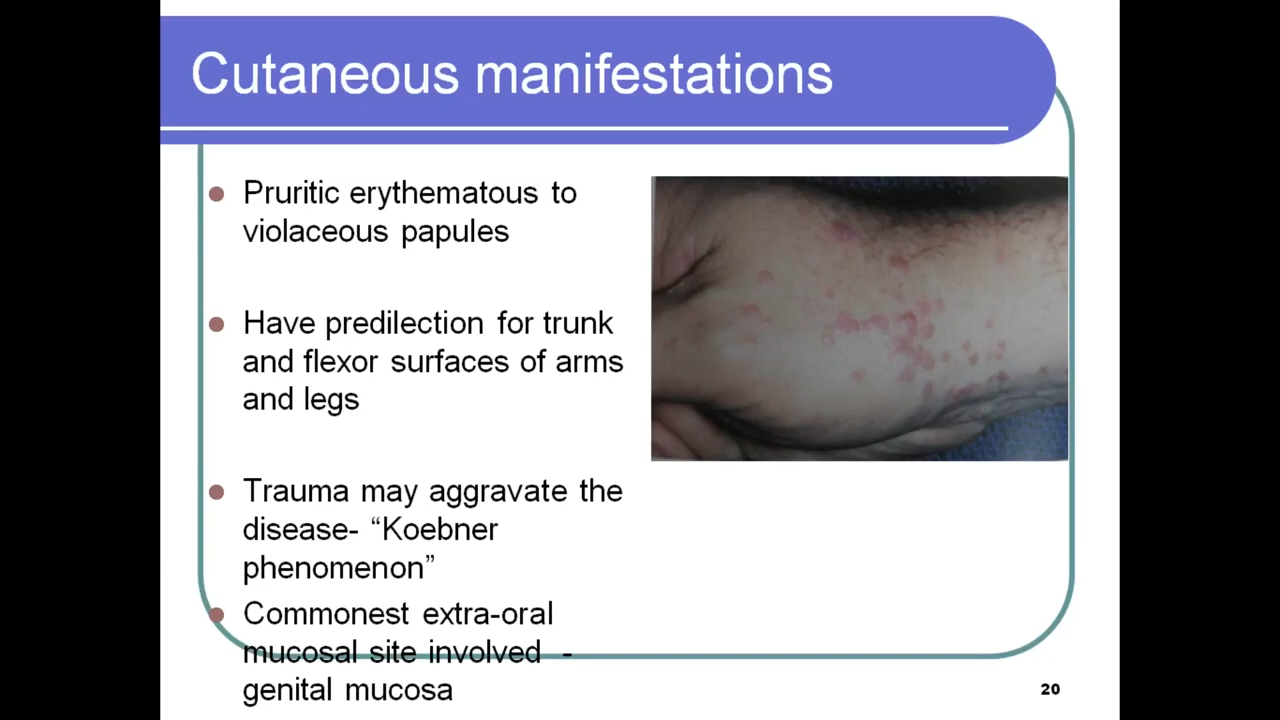 Cutaneous manifestations
Pruritic erythematous to
violaceous papules
Have predilection for trunk
and flexor surfaces of arms
and legs
Trauma may aggravate the
disease- “Koebner
phenomenon”
Commonest extra-oral
mucosal site involved -
genital mucosa
20